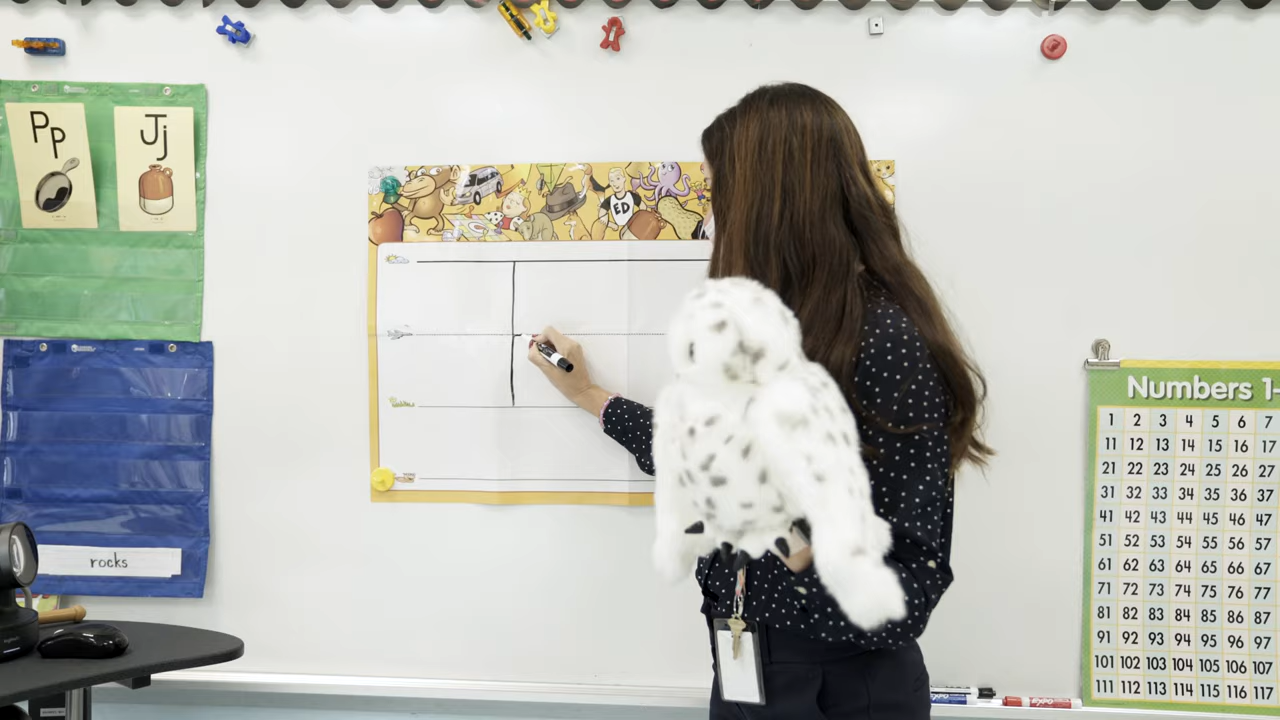 Pp
Jj
ED
rocks
Numbers 1-
1 2 3 4 5 6 7
11 12 13 14 15 16 17
21 22 23 24 25 26 27
31 32 33 34 35 36 37
41 42 43 44 45 46 47
51 52 53 54 55 56 57
61 62 63 64 65 66 67
71 72 73 74 75 76 77
81 82 83 84 85 86 87
91 92 93 94 95 96 97
101 102 103 104 105 106 107
111 112 113 114 115 116 117
EXPO
EXPO